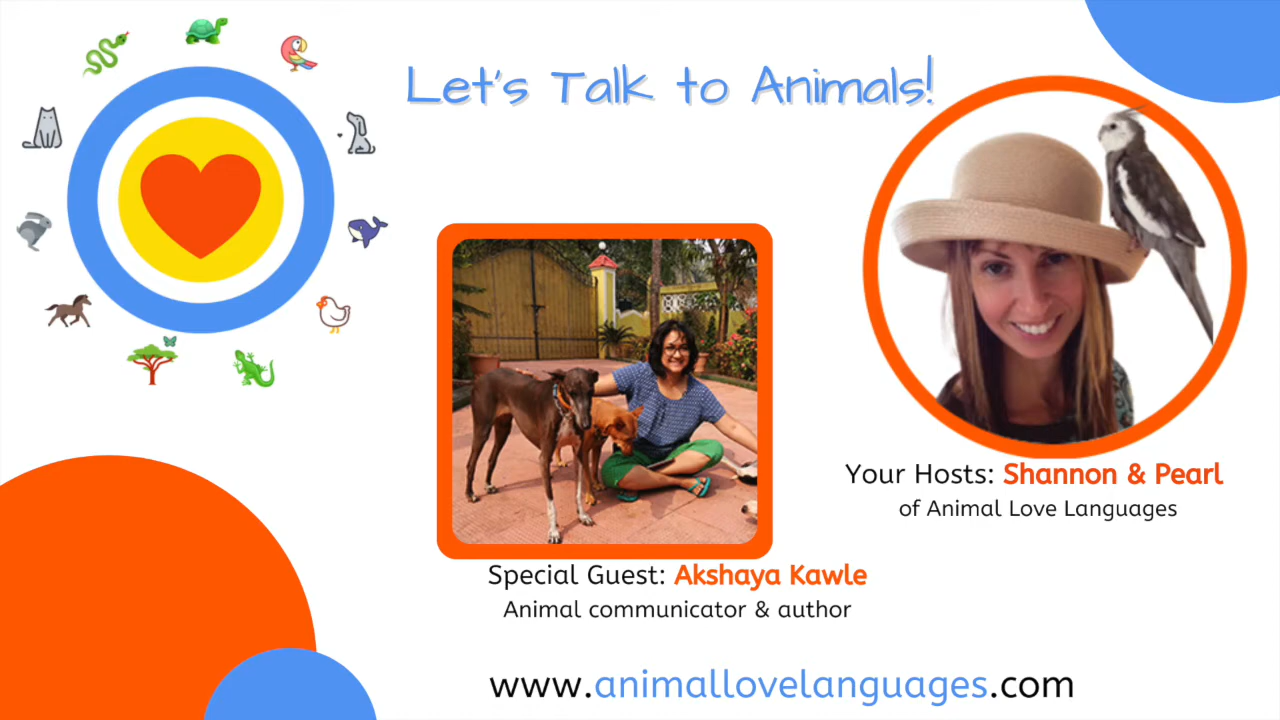 Let's Talk to Animals!
Your Hosts: Shannon & Pearl
of Animal Love Languages
Special Guest: Akshaya Kawle
Animal communicator & author
www.animallovelanguages.com